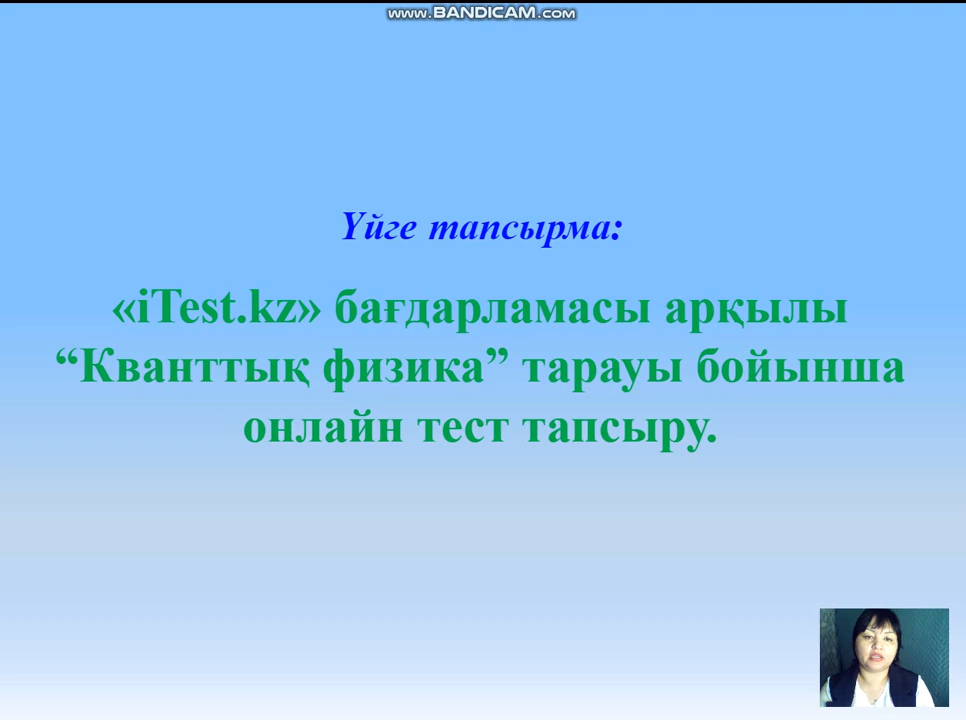 www.BANDICAM.com
Үйге тапсырма:
«iTest.kz» бағдарламасы арқылы
“Кванттық физика” тарауы бойынша
онлайн тест тапсыру.